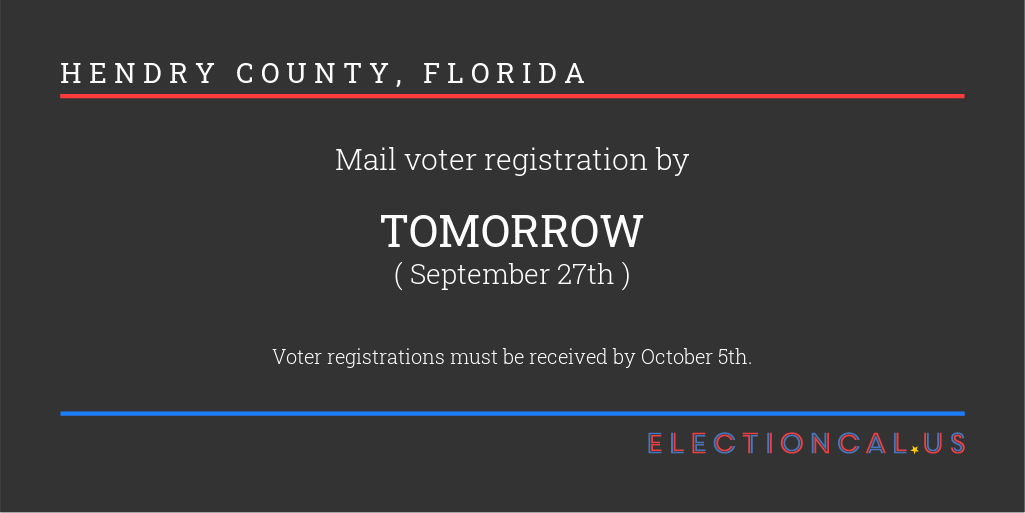 HENDRY COUNTY, FLORIDA
Mail voter registration by
TOMORROW
( September 27th )
Voter registrations must be received by October 5th.
ELECTIONCAL.US